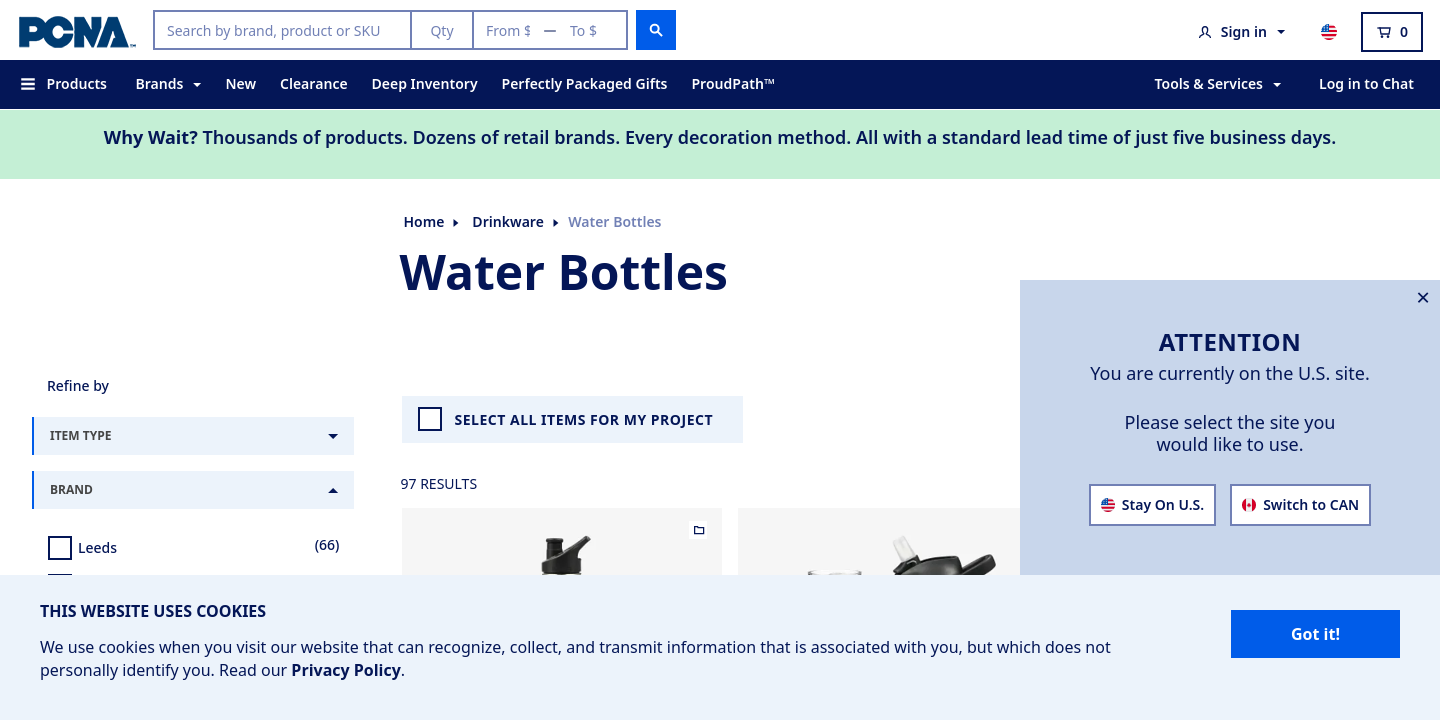 PCNA™
Search by brand, product or SKU
Qty
From $ — To $
Sign in
0
Products
Brands
New
Clearance
Deep Inventory
Perfectly Packaged Gifts
ProudPath™
Tools & Services
Log in to Chat
Why Wait? Thousands of products. Dozens of retail brands. Every decoration method. All with a standard lead time of just five business days.
Home
Drinkware
Water Bottles
Water Bottles
ATTENTION
You are currently on the U.S. site.
Please select the site you
would like to use.
Stay On U.S.
Switch to CAN
Refine by
ITEM TYPE
BRAND
Leeds
(66)
SELECT ALL ITEMS FOR MY PROJECT
97 RESULTS
THIS WEBSITE USES COOKIES
We use cookies when you visit our website that can recognize, collect, and transmit information that is associated with you, but which does not
personally identify you. Read our Privacy Policy.
Got it!